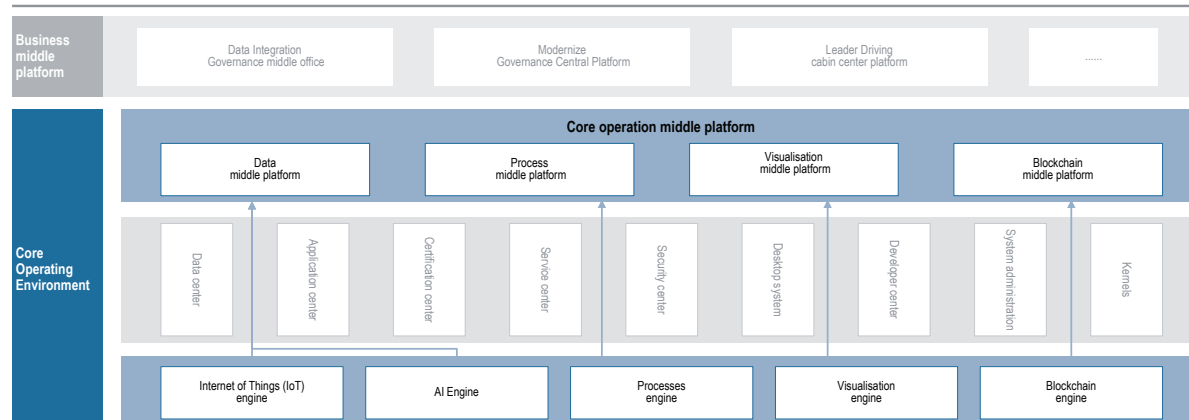 Business
middle
platform
Data Integration
Governance middle office
Modernize
Governance Central Platform
Leader Driving
cabin center platform
......
Core
Operating
Environment
Core operation middle platform
Data
middle platform
Process
middle platform
Visualisation
middle platform
Blockchain
middle platform
Data center
Application center
Certification center
Service center
Security center
Desktop system
Developer center
System administration
Kernels
Internet of Things (IoT)
engine
AI Engine
Processes
engine
Visualisation
engine
Blockchain
engine